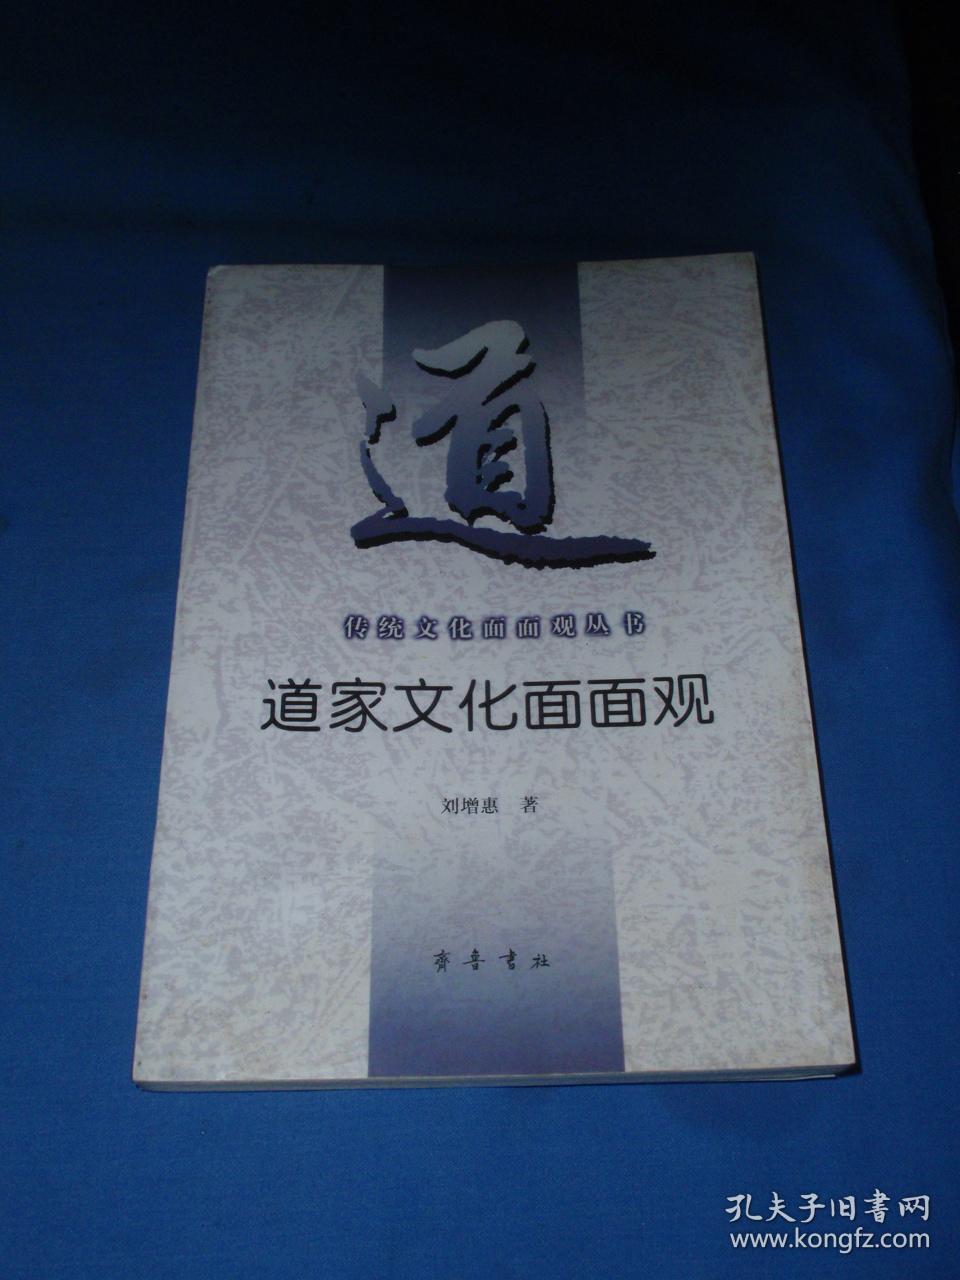 道
传统文化面面观丛书
道家文化面面观
刘增惠 著
齊魯書社
孔夫子旧书网
www.kongfz.com